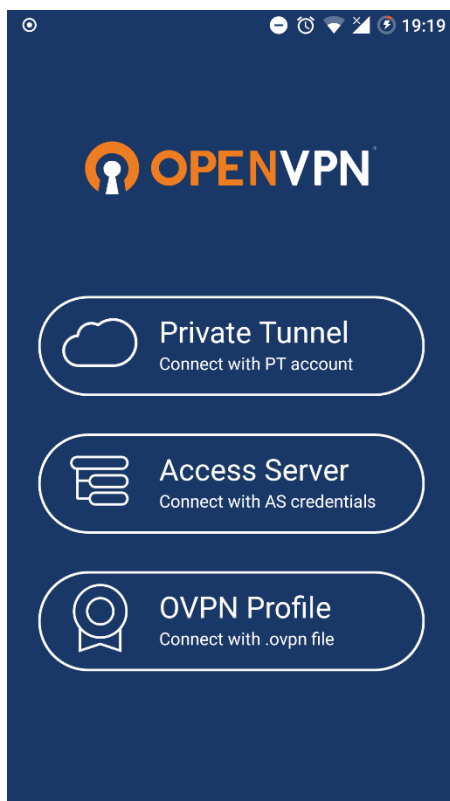 19:19
OPENVPN
Private Tunnel
Connect with PT account
Access Server
Connect with AS credentials
OVPN Profile
Connect with .ovpn file